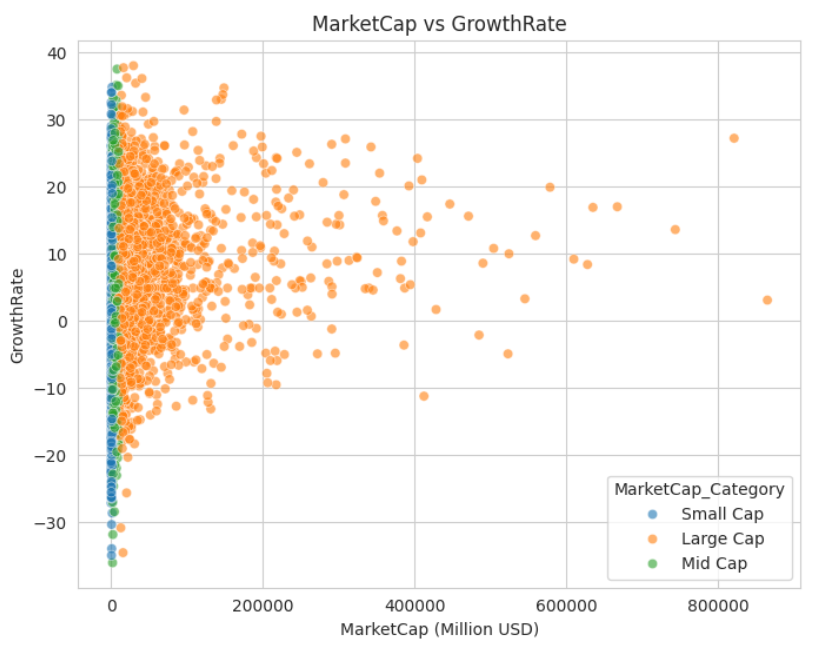 MarketCap vs GrowthRate
40
30
20
10
0
−10
−20
−30
GrowthRate
0
200000
400000
600000
800000
MarketCap (Million USD)
MarketCap_Category
Small Cap
Large Cap
Mid Cap